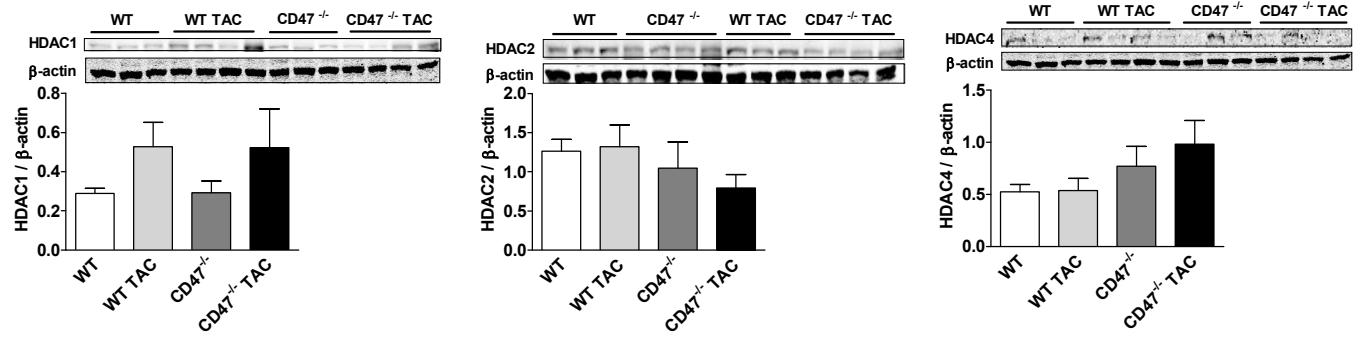 WT WT TAC CD47 -/- CD47 -/- TAC
HDAC1
β-actin
0.8
0.6
0.4
0.2
0.0
HDAC1 / β-actin
WT
WT TAC
CD47-/-
CD47-/- TAC
WT CD47 -/- WT TAC CD47 -/- TAC
HDAC2
β-actin
2.0
1.5
1.0
0.5
0.0
HDAC2 / β-actin
WT
WT TAC
CD47-/-
CD47-/- TAC
WT WT TAC CD47 -/- CD47 -/- TAC
HDAC4
β-actin
1.5
1.0
0.5
0.0
HDAC4 / β-actin
WT
WT TAC
CD47-/-
CD47-/- TAC